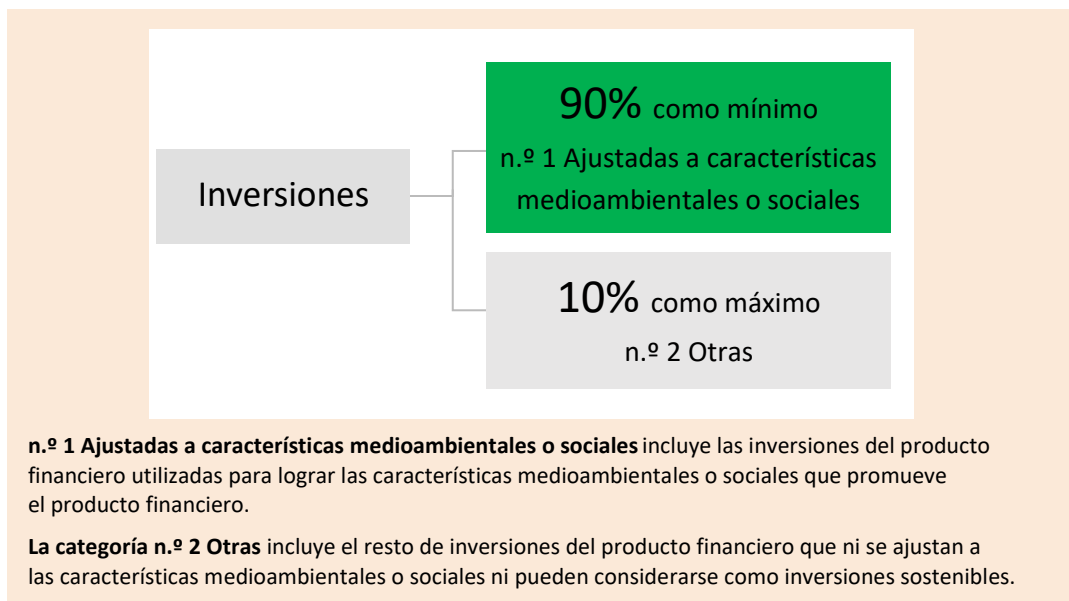 Inversiones
90% como mínimo
n.º 1 Ajustadas a características
medioambientales o sociales
10% como máximo
n.º 2 Otras
n.º 1 Ajustadas a características medioambientales o sociales incluye las inversiones del producto
financiero utilizadas para lograr las características medioambientales o sociales que promueve
el producto financiero.
La categoría n.º 2 Otras incluye el resto de inversiones del producto financiero que ni se ajustan a
las características medioambientales o sociales ni pueden considerarse como inversiones sostenibles.